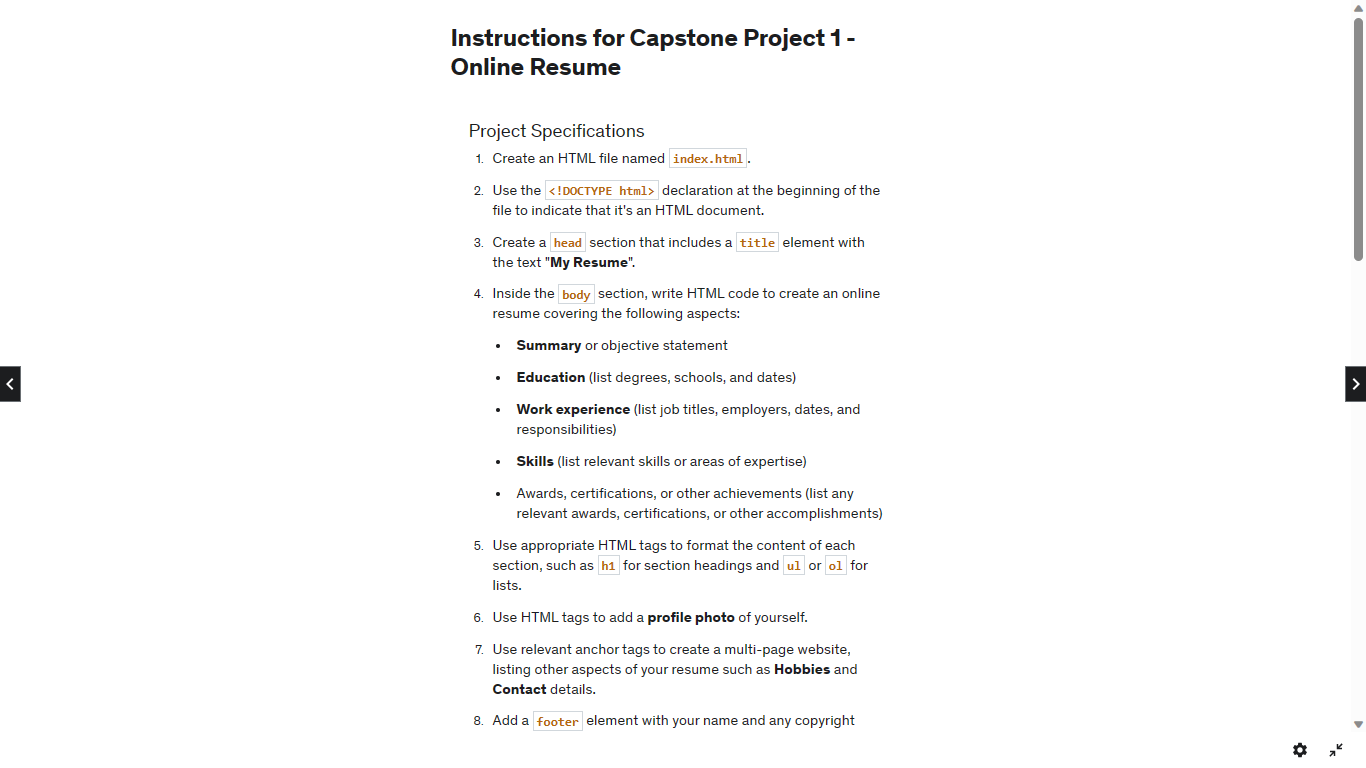 Instructions for Capstone Project 1 -
Online Resume
Project Specifications
1. Create an HTML file named index.html.
2. Use the <!DOCTYPE html> declaration at the beginning of the
file to indicate that it's an HTML document.
3. Create a head section that includes a title element with
the text "My Resume".
4. Inside the body section, write HTML code to create an online
resume covering the following aspects:
• Summary or objective statement
• Education (list degrees, schools, and dates)
• Work experience (list job titles, employers, dates, and
responsibilities)
• Skills (list relevant skills or areas of expertise)
• Awards, certifications, or other achievements (list any
relevant awards, certifications, or other accomplishments)
5. Use appropriate HTML tags to format the content of each
section, such as h1 for section headings and ul or ol for
lists.
6. Use HTML tags to add a profile photo of yourself.
7. Use relevant anchor tags to create a multi-page website,
listing other aspects of your resume such as Hobbies and
Contact details.
8. Add a footer element with your name and any copyright